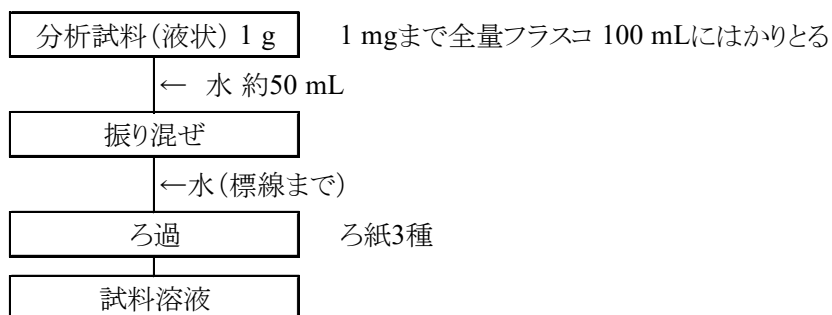 分析試料（液状） 1 g　1 mgまで全量フラスコ 100 mLにはかりとる
← 水 約50 mL
振り混ぜ
←水（標線まで）
ろ過　ろ紙3種
試料溶液